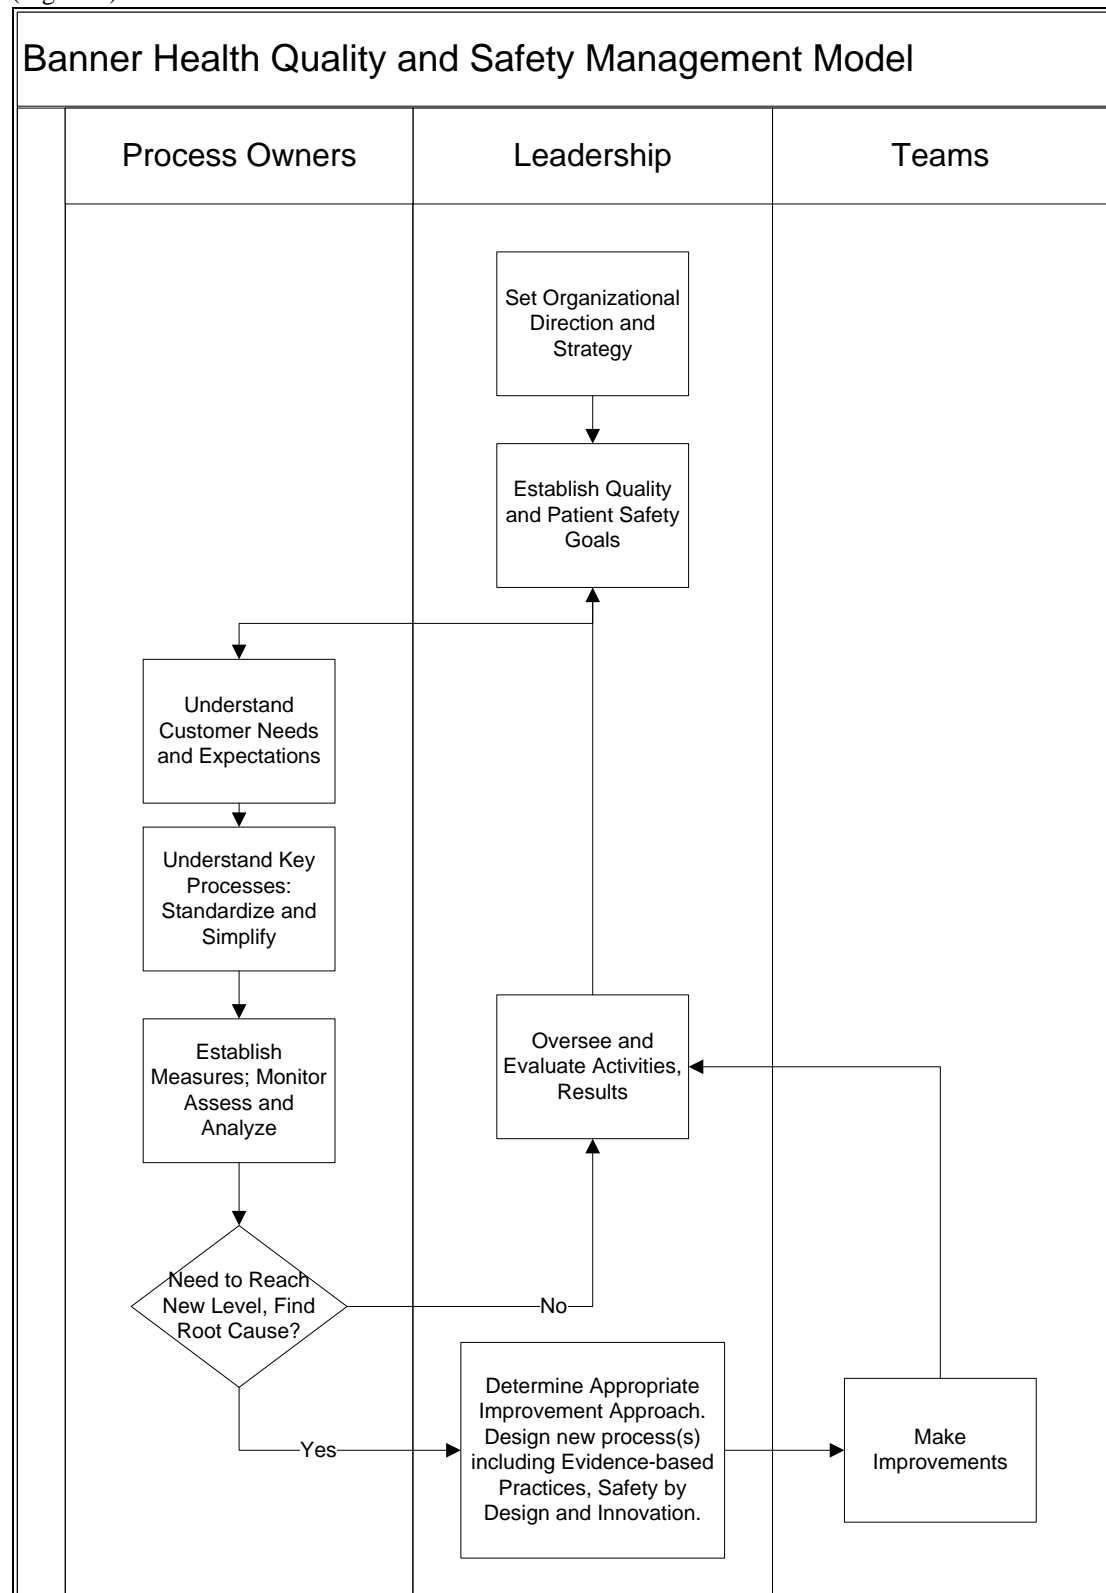 Banner Health Quality and Safety Management Model
Process Owners
Leadership
Teams
Set Organizational
Direction and
Strategy
Establish Quality
and Patient Safety
Goals
Understand
Customer Needs
and Expectations
Understand Key
Processes:
Standardize and
Simplify
Establish
Measures; Monitor
Assess and
Analyze
Oversee and
Evaluate Activities,
Results
Need to Reach
New Level, Find
Root Cause?
No
Yes
Determine Appropriate
Improvement Approach.
Design new process(s)
including Evidence-based
Practices, Safety by
Design and Innovation.
Make
Improvements